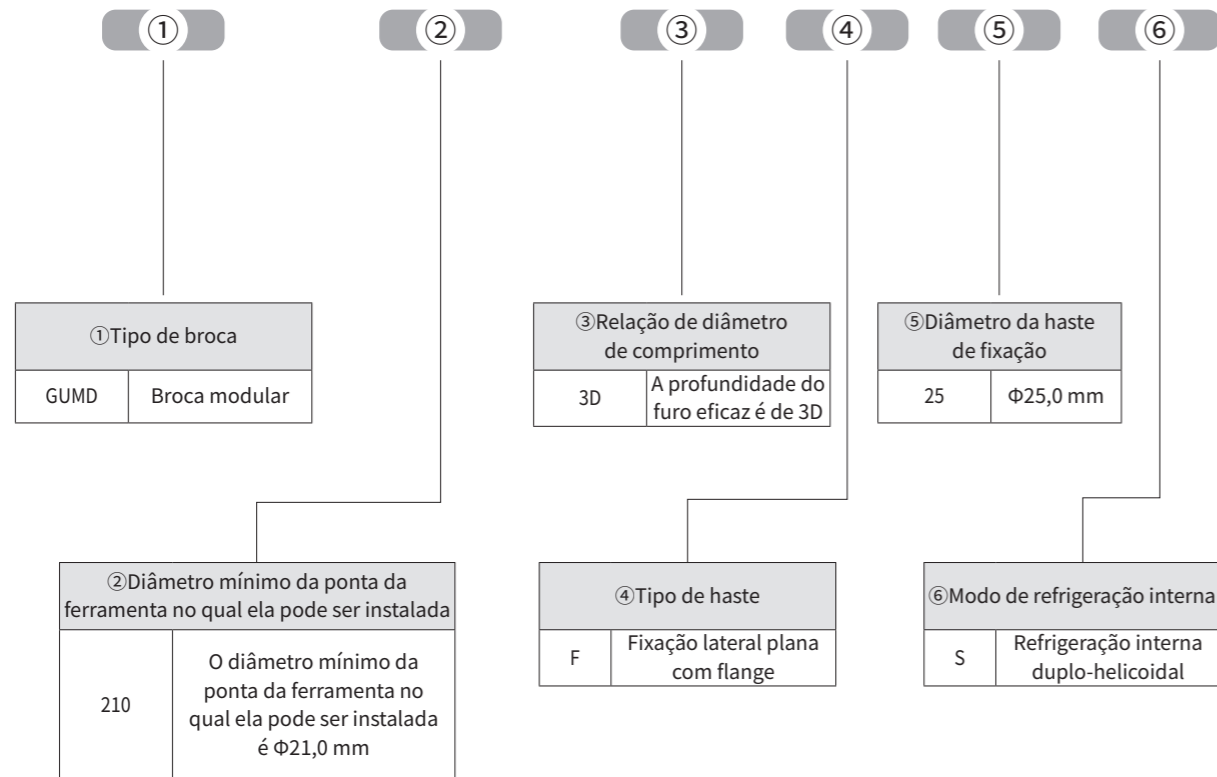 ① ② ③ ④ ⑤ ⑥
①Tipo de broca
GUMD Broca modular
③Relação de diâmetro
de comprimento
3D
A profundidade do
furo eficaz é de 3D
⑤Diâmetro da haste
de fixação
25 Φ25,0 mm
②Diâmetro mínimo da ponta da
ferramenta no qual ela pode ser instalada
210
O diâmetro mínimo da
ponta da ferramenta no
qual ela pode ser instalada
é Φ21,0 mm
④Tipo de haste
F
Fixação lateral plana
com flange
⑥Modo de refrigeração interna
S
Refrigeração interna
duplo-helicoidal